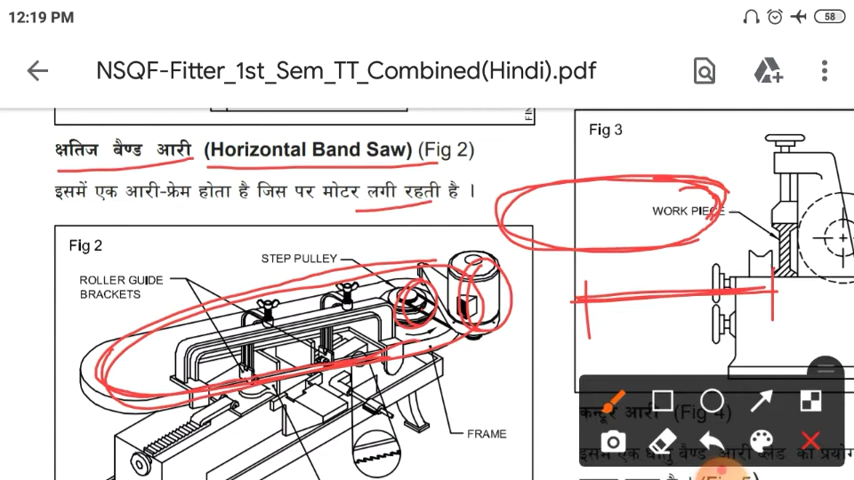 12:19 PM
58
NSQF-Fitter_1st_Sem_TT_Combined(Hindi).pdf
क्षतिज बैण्ड आरी (Horizontal Band Saw) (Fig 2)
इसमें एक आरी-फ्रेम होता है जिस पर मोटर लगी रहती है ।
Fig 2
STEP PULLEY
ROLLER GUIDE
BRACKETS
FRAME
Fig 3
WORK PIECE
कन्टूर आरी (Fig 4)
इसमें एक धातु बैण्ड आरी ब्लेड का प्रयोग